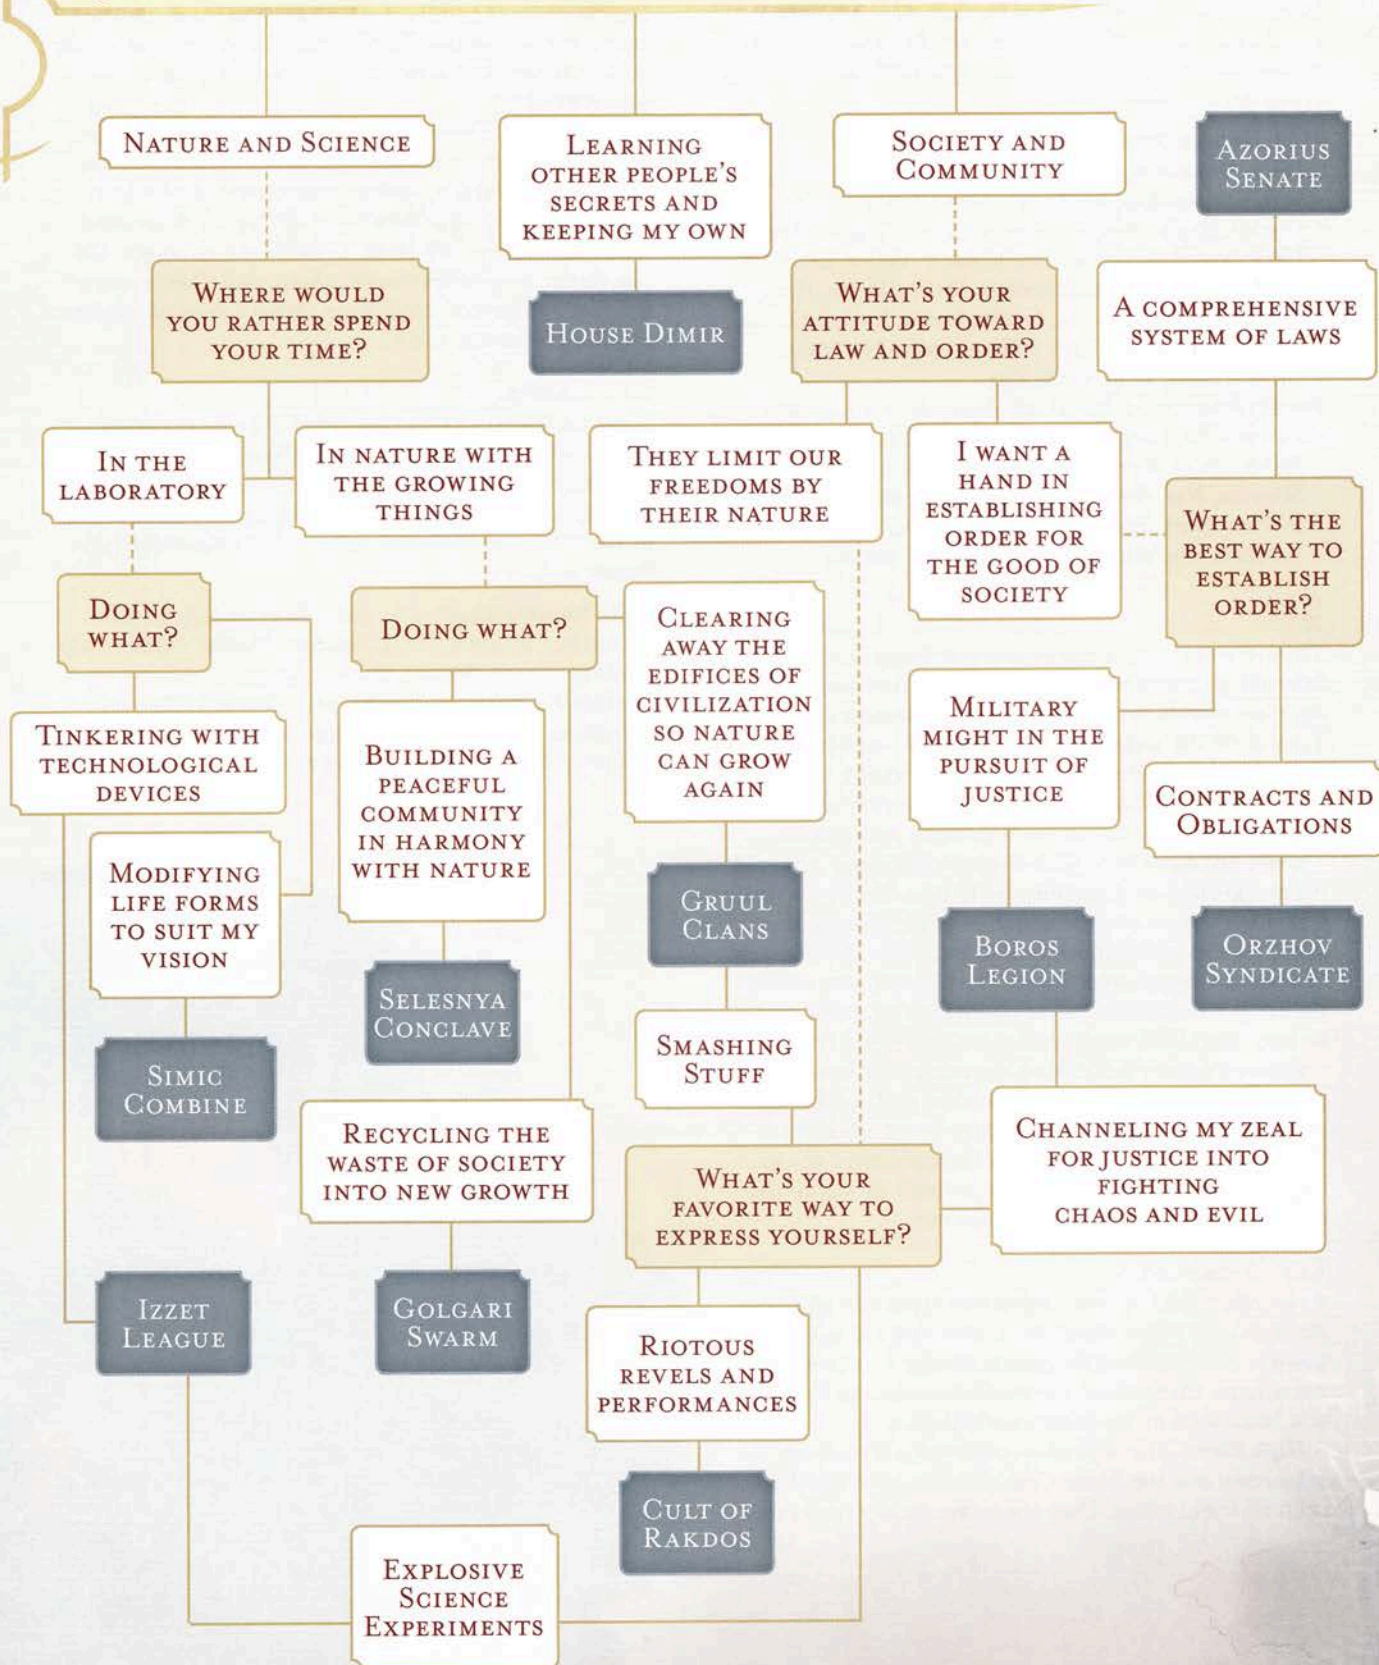 NATURE AND SCIENCE
LEARNING
OTHER PEOPLE'S
SECRETS AND
KEEPING MY OWN
SOCIETY AND
COMMUNITY
AZORIUS
SENATE
WHERE WOULD
YOU RATHER SPEND
YOUR TIME?
HOUSE DIMIR
WHAT'S YOUR
ATTITUDE TOWARD
LAW AND ORDER?
A COMPREHENSIVE
SYSTEM OF LAWS
IN THE
LABORATORY
IN NATURE WITH
THE GROWING
THINGS
THEY LIMIT OUR
FREEDOMS BY
THEIR NATURE
I WANT A
HAND IN
ESTABLISHING
ORDER FOR
THE GOOD OF
SOCIETY
WHAT'S THE
BEST WAY TO
ESTABLISH
ORDER?
DOING
WHAT?
DOING WHAT?
CLEARING
AWAY THE
EDIFICES OF
CIVILIZATION
SO NATURE
CAN GROW
AGAIN
MILITARY
MIGHT IN THE
PURSUIT OF
JUSTICE
TINKERING WITH
TECHNOLOGICAL
DEVICES
BUILDING A
PEACEFUL
COMMUNITY
IN HARMONY
WITH NATURE
CONTRACTS AND
OBLIGATIONS
MODIFYING
LIFE FORMS
TO SUIT MY
VISION
GRUUL
CLANS
BOROS
LEGION
ORZHOV
SYNDICATE
SELESNYA
CONCLAVE
SIMIC
COMBINE
SMASHING
STUFF
RECYCLING THE
WASTE OF SOCIETY
INTO NEW GROWTH
WHAT'S YOUR
FAVORITE WAY TO
EXPRESS YOURSELF?
CHANNELING MY ZEAL
FOR JUSTICE INTO
FIGHTING
CHAOS AND EVIL
IZZET
LEAGUE
GOLGARI
SWARM
RIOTOUS
REVELS AND
PERFORMANCES
CULT OF
RAKDOS
EXPLOSIVE
SCIENCE
EXPERIMENTS